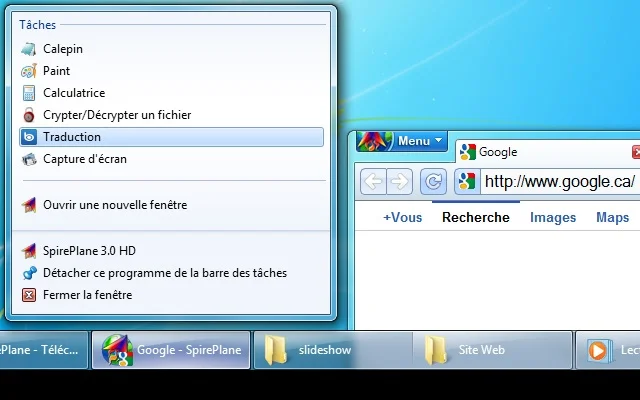 Tâches
Calepin
Paint
Calculatrice
Crypter/Décrypter un fichier
Traduction
Capture d'écran
Ouvrir une nouvelle fenêtre
SpirePlane 3.0 HD
Détacher ce programme de la barre des tâches
Fermer la fenêtre
Menu
Google
http://www.google.ca/
+Vous Recherche Images Maps
Plane - Téléc... Google - SpirePlane slideshow Site Web Lect